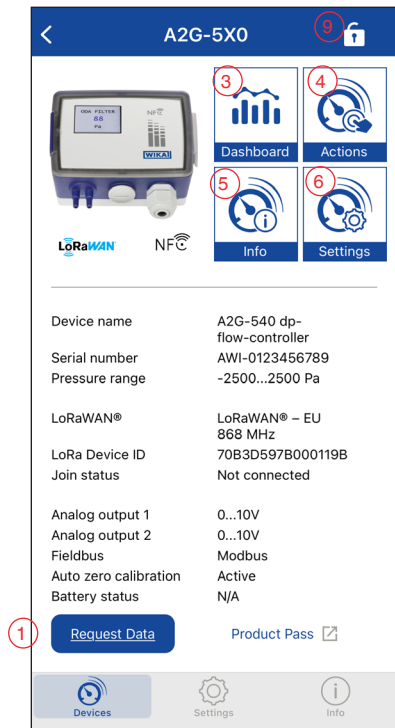 A2G-5X0
9
3
4
ODA FILTER
88
Pa
NFC
WIKA
Dashboard
Actions
5
6
LoRaWAN
NFC
Info
Settings
Device name A2G-540 dp-
flow-controller
Serial number AWI-0123456789
Pressure range -2500...2500 Pa
LoRaWAN® LoRaWAN® – EU
868 MHz
LoRa Device ID 70B3D597B000119B
Join status Not connected
Analog output 1 0...10V
Analog output 2 0...10V
Fieldbus Modbus
Auto zero calibration Active
Battery status N/A
1
Request Data Product Pass
Devices Settings Info